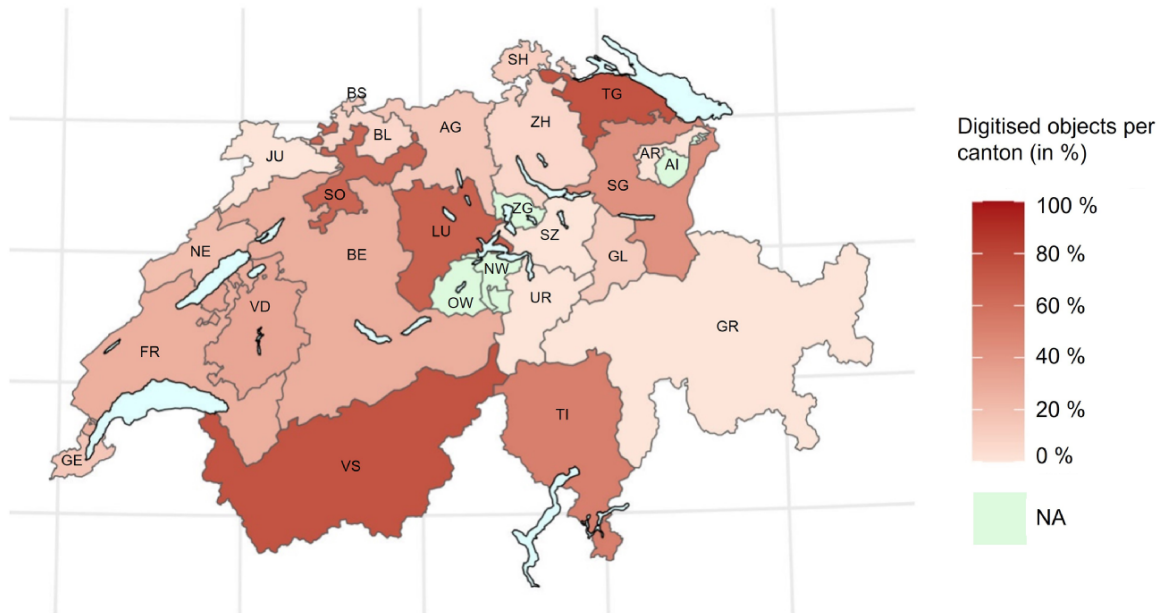 SH
BS
TG
BL
AG
ZH
JU
AR
AI
SG
SO
ZG
LU
SZ
NE
BE
GL
NW
VD
OW
UR
GR
FR
TI
GE
VS
Digitised objects per
canton (in %)
100 %
80 %
60 %
40 %
20 %
0 %
NA